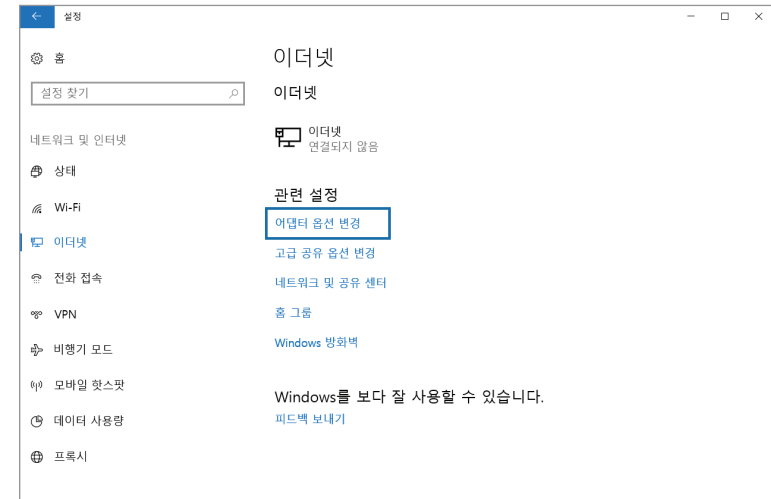 설정
홈
설정 찾기
네트워크 및 인터넷
상태
Wi-Fi
이더넷
전화 접속
VPN
비행기 모드
모바일 핫스팟
데이터 사용량
프록시
이더넷
이더넷
이더넷
연결되지 않음
관련 설정
어댑터 옵션 변경
고급 공유 옵션 변경
네트워크 및 공유 센터
홈 그룹
Windows 방화벽
Windows를 보다 잘 사용할 수 있습니다.
피드백 보내기